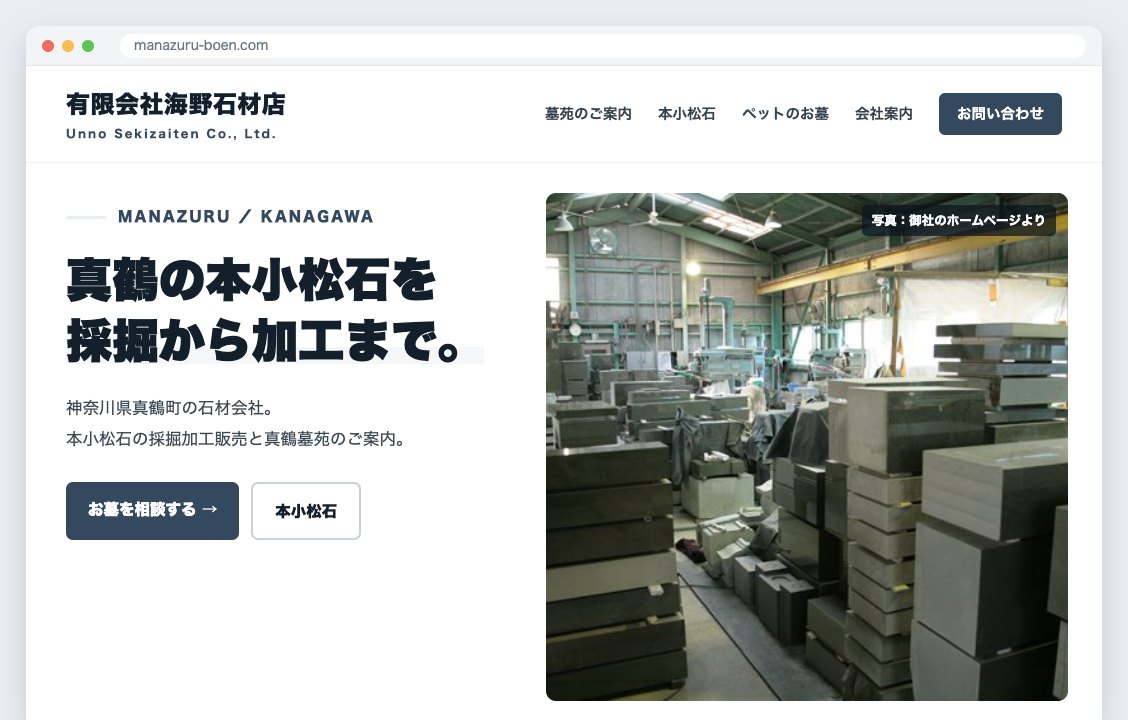 manazuru-boen.com
有限会社海野石材店
Unno Sekizaiten Co., Ltd.
墓苑のご案内 本小松石 ペットのお墓 会社案内 お問い合わせ
MANAZURU ／ KANAGAWA
真鶴の本小松石を
採掘から加工まで。
神奈川県真鶴町の石材会社。
本小松石の採掘加工販売と真鶴墓苑のご案内。
お墓を相談する →
本小松石
写真：御社のホームページより